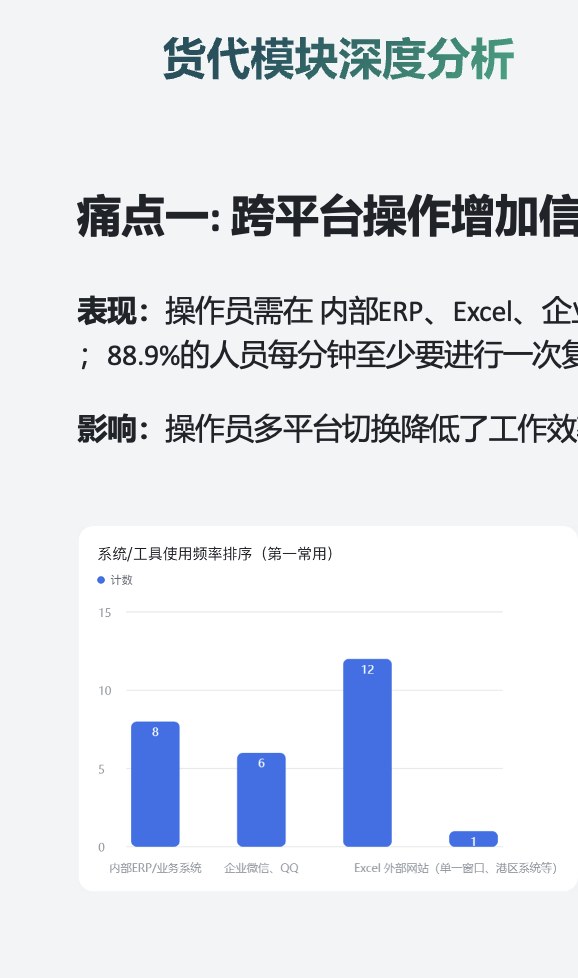 货代模块深度分析
痛点一: 跨平台操作增加信
表现：操作员需在 内部ERP、Excel、企业
；88.9%的人员每分钟至少要进行一次复
影响：操作员多平台切换降低了工作效率
系统/工具使用频率排序（第一常用）
计数
15
10
5
0
8
6
12
1
内部ERP/业务系统 企业微信、QQ Excel 外部网站（单一窗口、港区系统等）